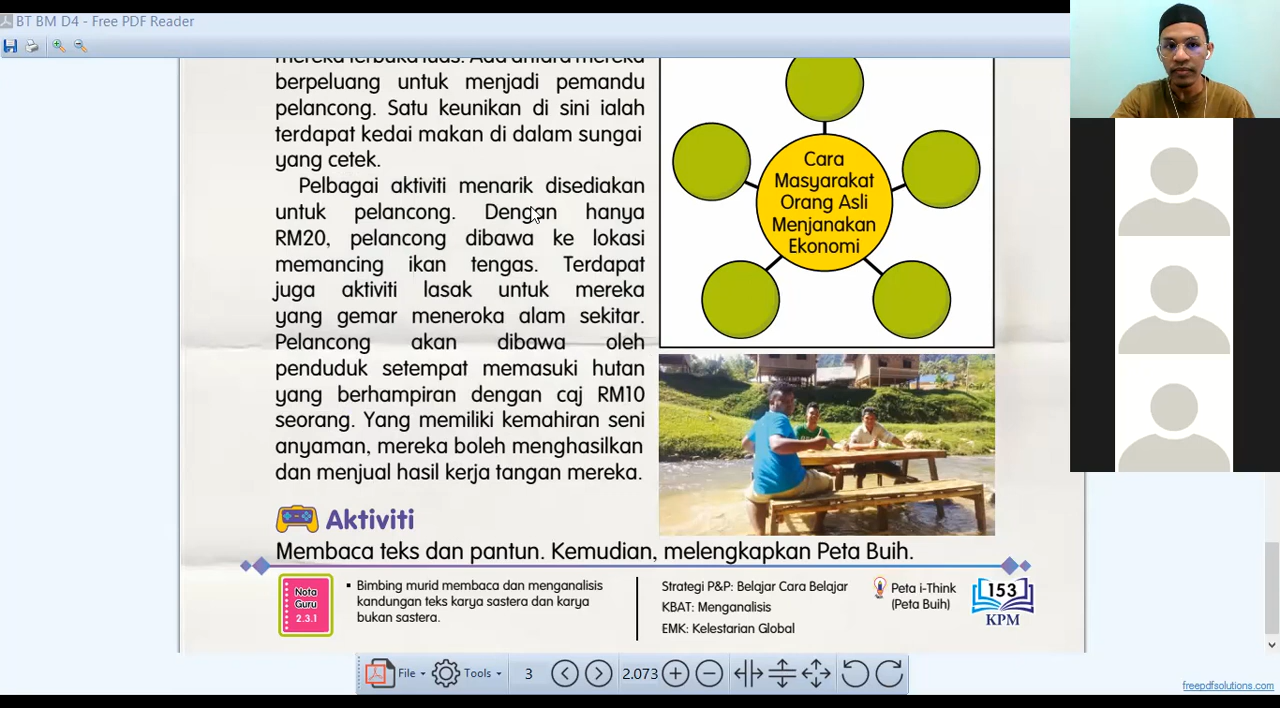 BT BM D4 - Free PDF Reader
mereka terbuka luas. Ada antara mereka
berpeluang untuk menjadi pemandu
pelancong. Satu keunikan di sini ialah
terdapat kedai makan di dalam sungai
yang cetek.
Pelbagai aktiviti menarik disediakan
untuk pelancong. Dengan hanya
RM20, pelancong dibawa ke lokasi
memancing ikan tengas. Terdapat
juga aktiviti lasak untuk mereka
yang gemar meneroka alam sekitar.
Pelancong akan dibawa oleh
penduduk setempat memasuki hutan
yang berhampiran dengan caj RM10
seorang. Yang memiliki kemahiran seni
anyaman, mereka boleh menghasilkan
dan menjual hasil kerja tangan mereka.
Cara
Masyarakat
Orang Asli
Menjanakan
Ekonomi
Aktiviti
Membaca teks dan pantun. Kemudian, melengkapkan Peta Buih.
Nota
Guru
2.3.1
▪ Bimbing murid membaca dan menganalisis
kandungan teks karya sastera dan karya
bukan sastera.
Strategi P&P: Belajar Cara Belajar
KBAT: Menganalisis
EMK: Kelestarian Global
Peta i-Think
(Peta Buih)
153
KPM
File
Tools
3
2.073
freepdfsolutions.com